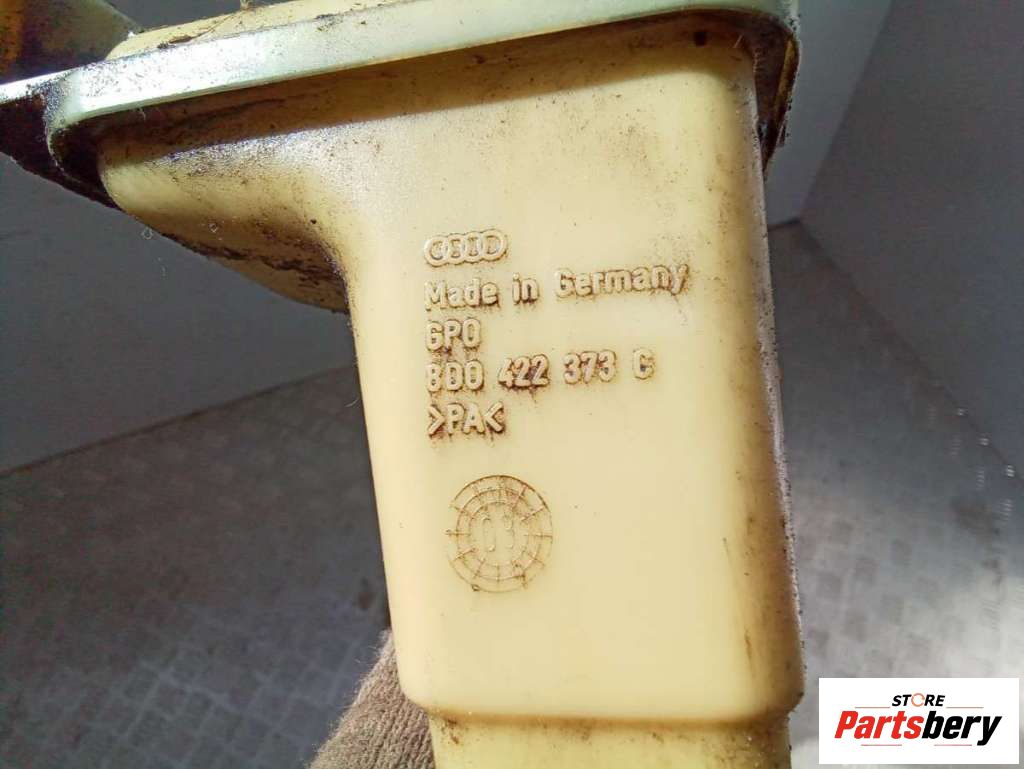 Made in Germany
GPO
8D0 422 373 C
>PA<
03
STORE
Partsbery